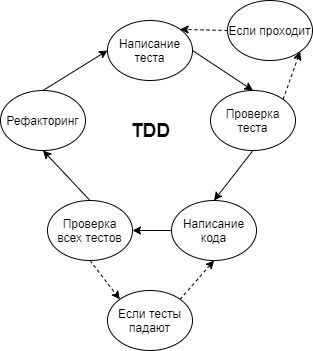 Написание
теста
Если проходит
Проверка
теста
Рефакторинг
TDD
Проверка
всех тестов
Написание
кода
Если тесты
падают